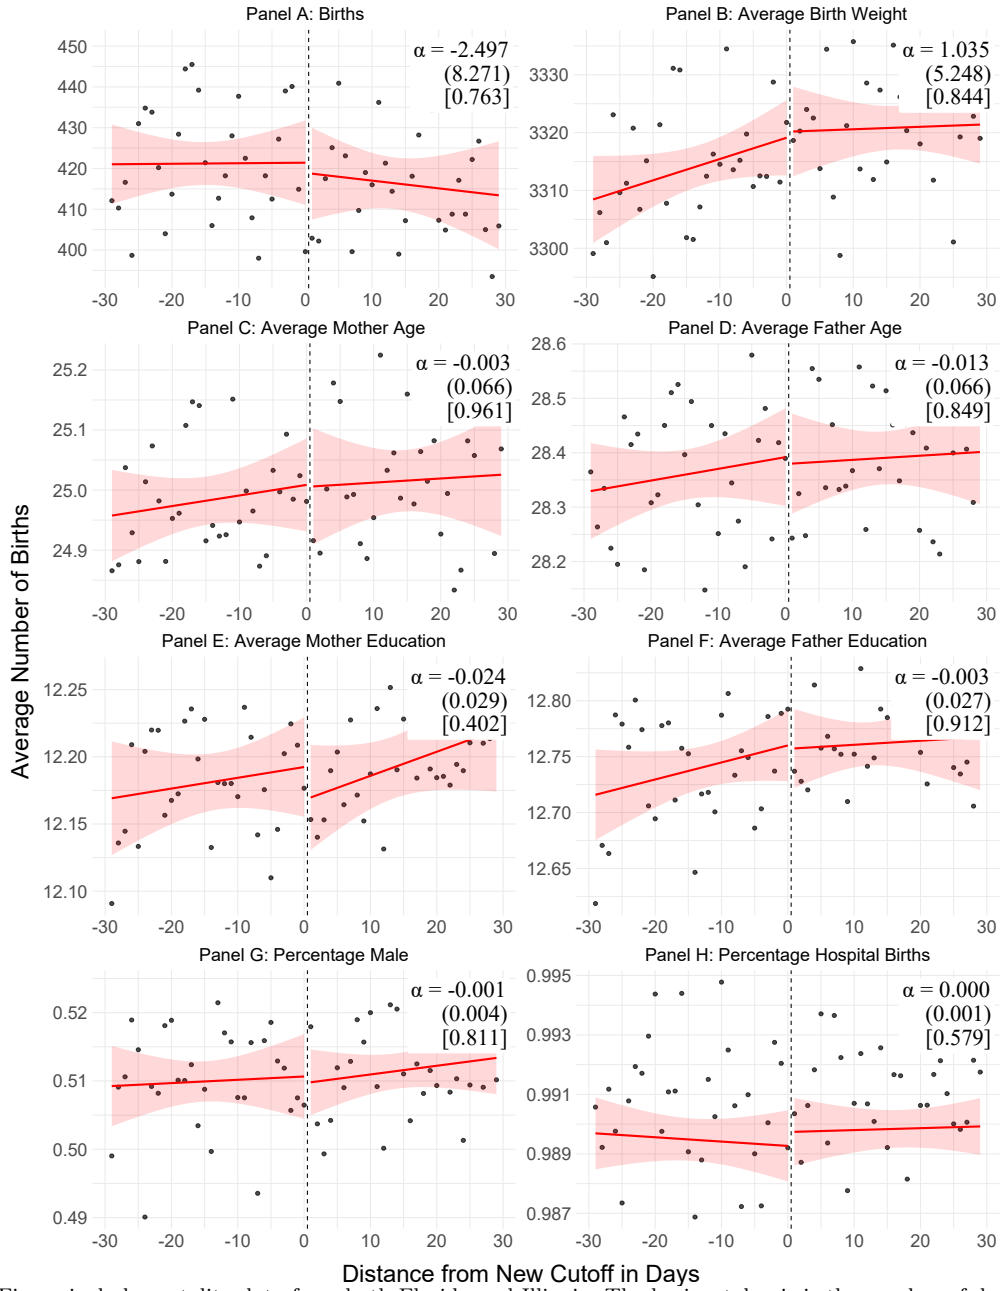 Panel A: Births
α = -2.497
(8.271)
[0.763]
450
440
430
420
410
400
-30 -20 -10 0 10 20 30
Panel B: Average Birth Weight
α = 1.035
(5.248)
[0.844]
3330
3320
3310
3300
-30 -20 -10 0 10 20 30
Panel C: Average Mother Age
α = -0.003
(0.066)
[0.961]
25.2
25.1
25.0
24.9
-30 -20 -10 0 10 20 30
Panel D: Average Father Age
α = -0.013
(0.066)
[0.849]
28.6
28.5
28.4
28.3
28.2
-30 -20 -10 0 10 20 30
Average Number of Births
Panel E: Average Mother Education
α = -0.024
(0.029)
[0.402]
12.25
12.20
12.15
12.10
-30 -20 -10 0 10 20 30
Panel F: Average Father Education
α = -0.003
(0.027)
[0.912]
12.80
12.75
12.70
12.65
-30 -20 -10 0 10 20 30
Panel G: Percentage Male
α = -0.001
(0.004)
[0.811]
0.52
0.51
0.50
0.49
-30 -20 -10 0 10 20 30
Panel H: Percentage Hospital Births
α = 0.000
(0.001)
[0.579]
0.995
0.993
0.991
0.989
0.987
-30 -20 -10 0 10 20 30
Distance from New Cutoff in Days